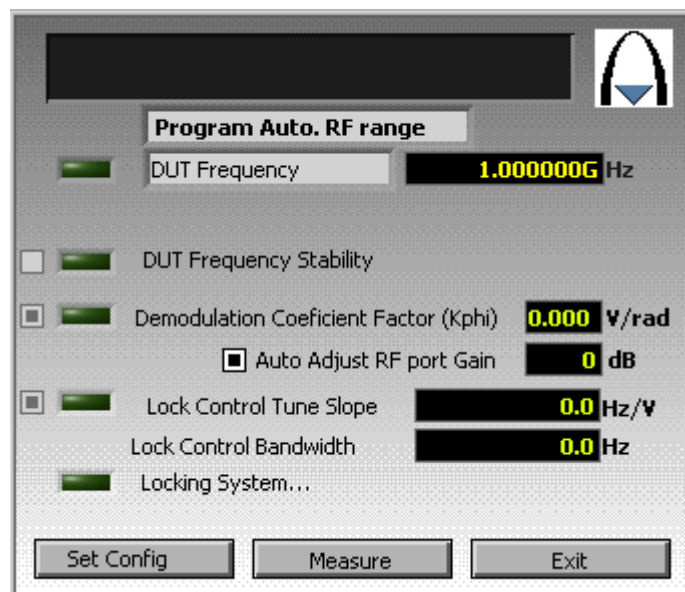 Program Auto. RF range
DUT Frequency 1.000000G Hz
DUT Frequency Stability
Demodulation Coeficient Factor (Kphi) 0.000 V/rad
Auto Adjust RF port Gain 0 dB
Lock Control Tune Slope 0.0 Hz/V
Lock Control Bandwidth 0.0 Hz
Locking System...
Set Config Measure Exit